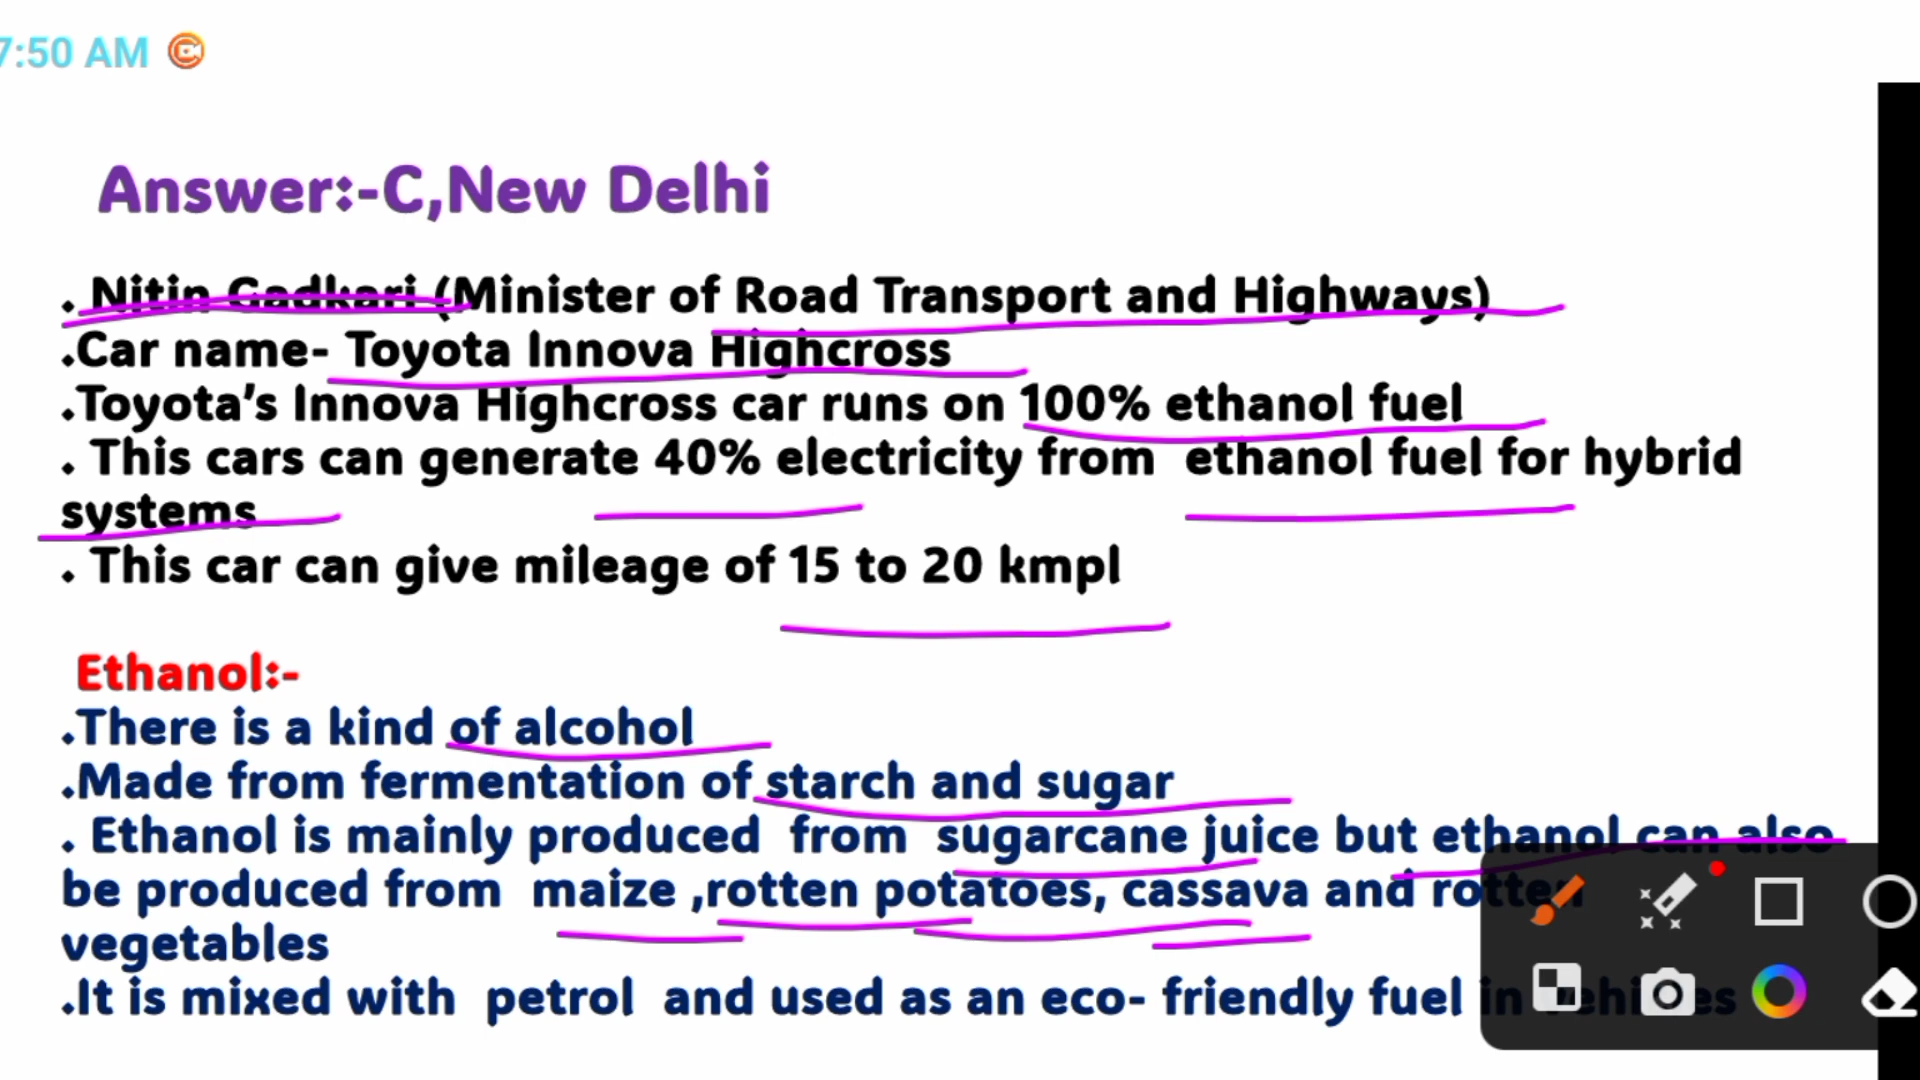 7:50 AM
Answer:-C,New Delhi
. Nitin Gadkari (Minister of Road Transport and Highways)
.Car name- Toyota Innova Highcross
.Toyota's Innova Highcross car runs on 100% ethanol fuel
. This cars can generate 40% electricity from ethanol fuel for hybrid
systems
. This car can give mileage of 15 to 20 kmpl
Ethanol:-
.There is a kind of alcohol
.Made from fermentation of starch and sugar
. Ethanol is mainly produced from sugarcane juice but ethanol can also
be produced from maize ,rotten potatoes, cassava and rotten
vegetables
.It is mixed with petrol and used as an eco- friendly fuel in vehicles